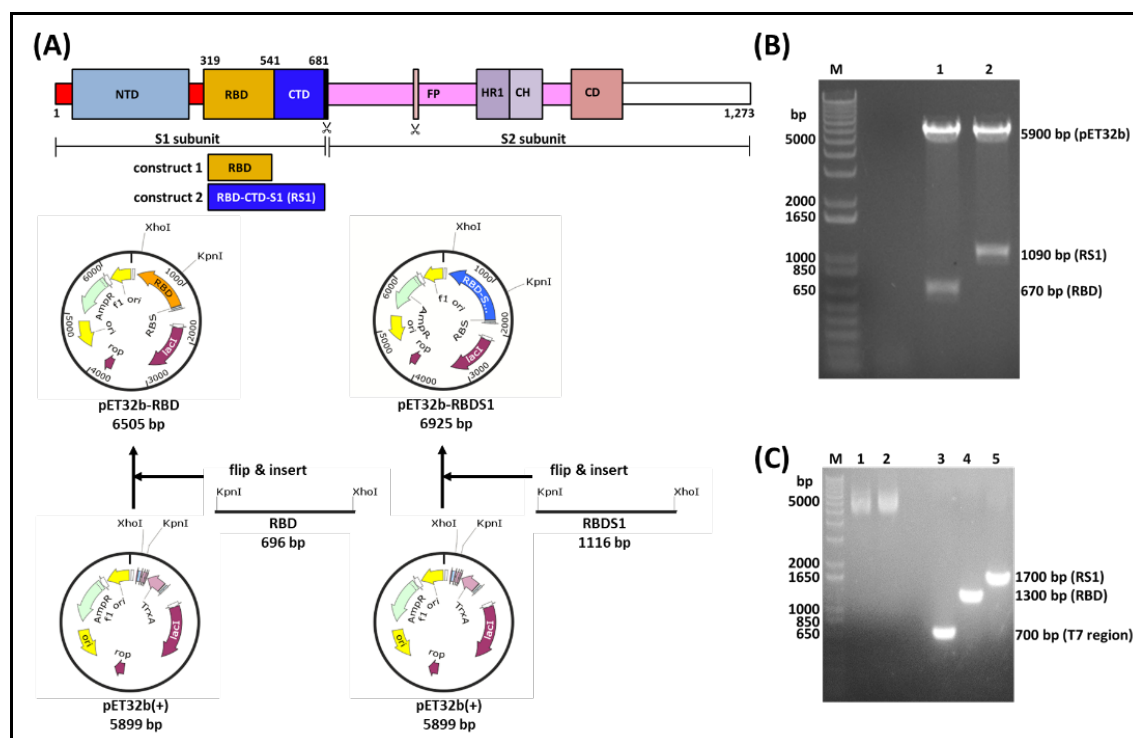 (A)
319 541 681
NTD RBD CTD FP HR1 CH CD
1 1,273
S1 subunit S2 subunit
construct 1 RBD
construct 2 RBD-CTD-S1 (RS1)
XhoI
KpnI
6000
1000
5000
2000
4000
3000
AmpR
f1 ori
RBD
ori
RBS
rop
lacI
pET32b-RBD
6505 bp
XhoI
KpnI
1000
6000
2000
5000
4000
3000
f1 ori
RBD-S...
AmpR
RBS
ori
rop
lacI
pET32b-RBDS1
6925 bp
flip & insert
KpnI XhoI
RBD
696 bp
flip & insert
KpnI XhoI
RBDS1
1116 bp
XhoI KpnI
AmpR
f1 ori
TrxA
ori
lacI
rop
pET32b(+)
5899 bp
XhoI KpnI
AmpR
f1 ori
TrxA
ori
lacI
rop
pET32b(+)
5899 bp
(B)
M 1 2
bp
5000
2000
1650
1000
850
650
5900 bp (pET32b)
1090 bp (RS1)
670 bp (RBD)
(C)
M 1 2 3 4 5
bp
5000
2000
1650
1000
850
650
1700 bp (RS1)
1300 bp (RBD)
700 bp (T7 region)